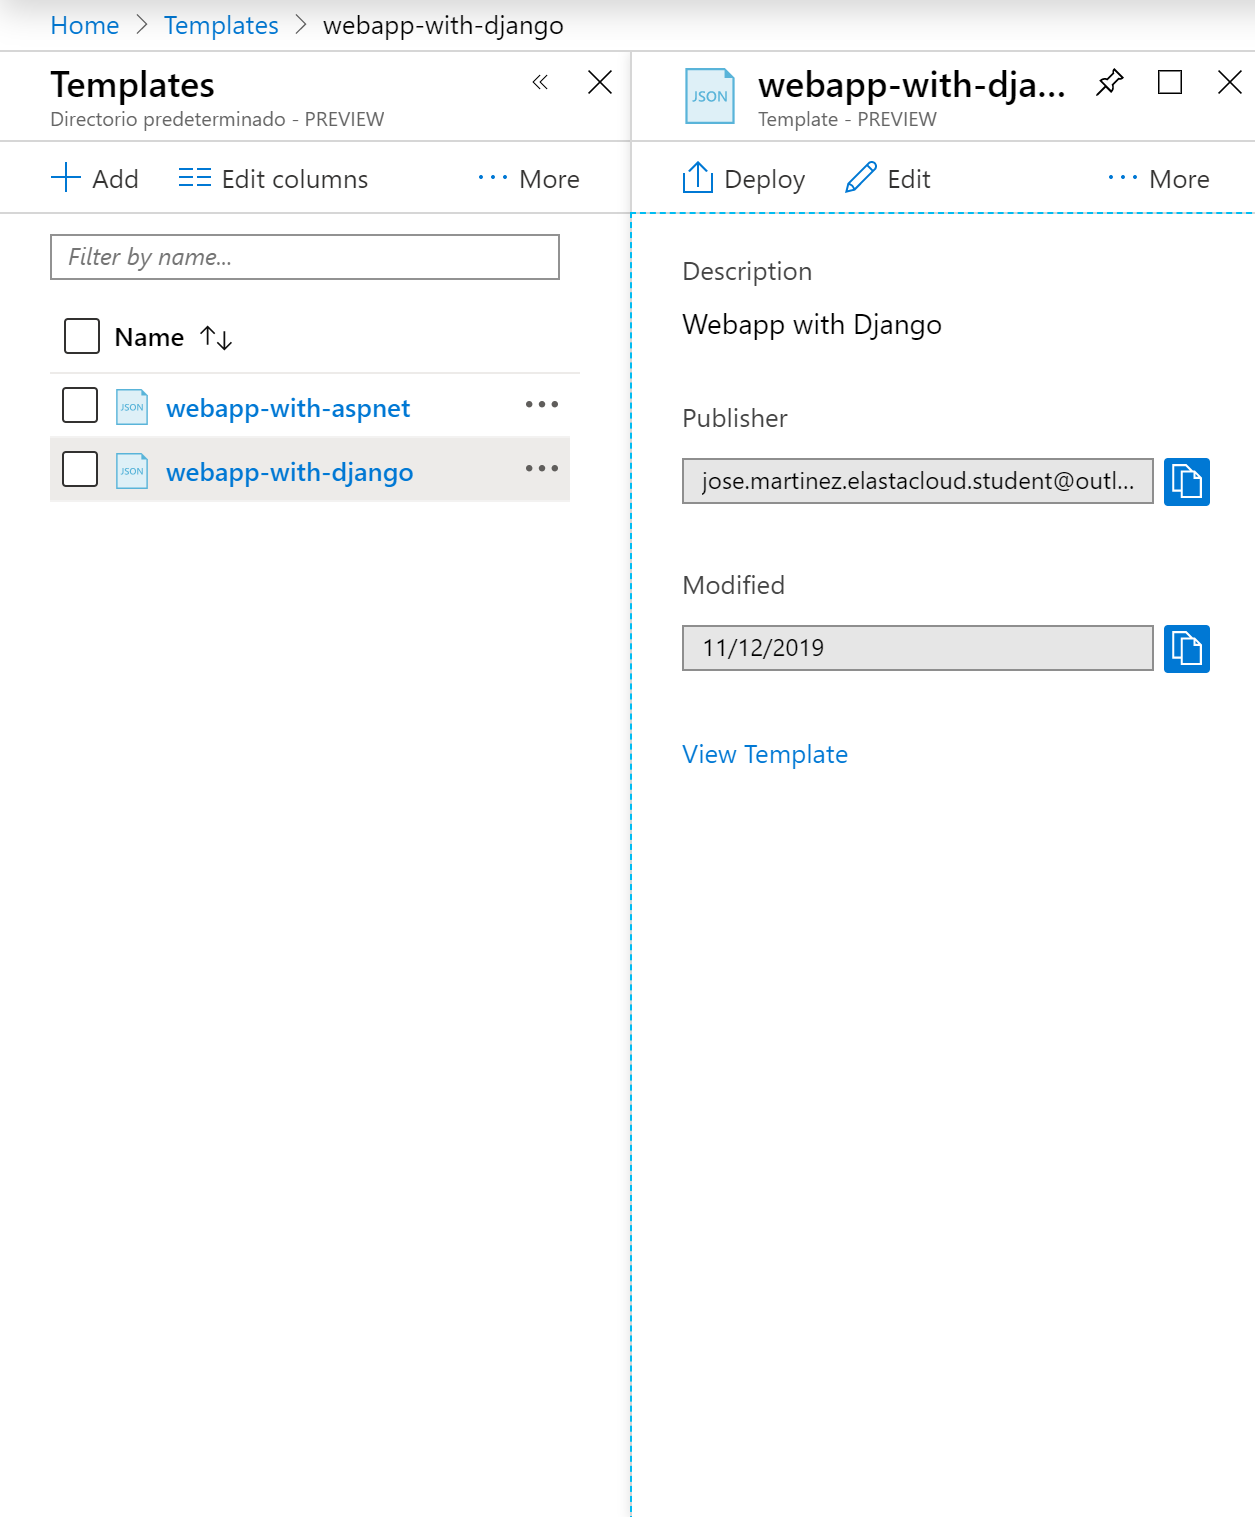 Home > Templates > webapp-with-django
Templates
Directorio predeterminado - PREVIEW
Add
Edit columns
More
Filter by name...
Name
JSON webapp-with-aspnet
JSON webapp-with-django
JSON
webapp-with-dja...
Template - PREVIEW
Deploy
Edit
More
Description
Webapp with Django
Publisher
jose.martinez.elastacloud.student@outl...
Modified
11/12/2019
View Template